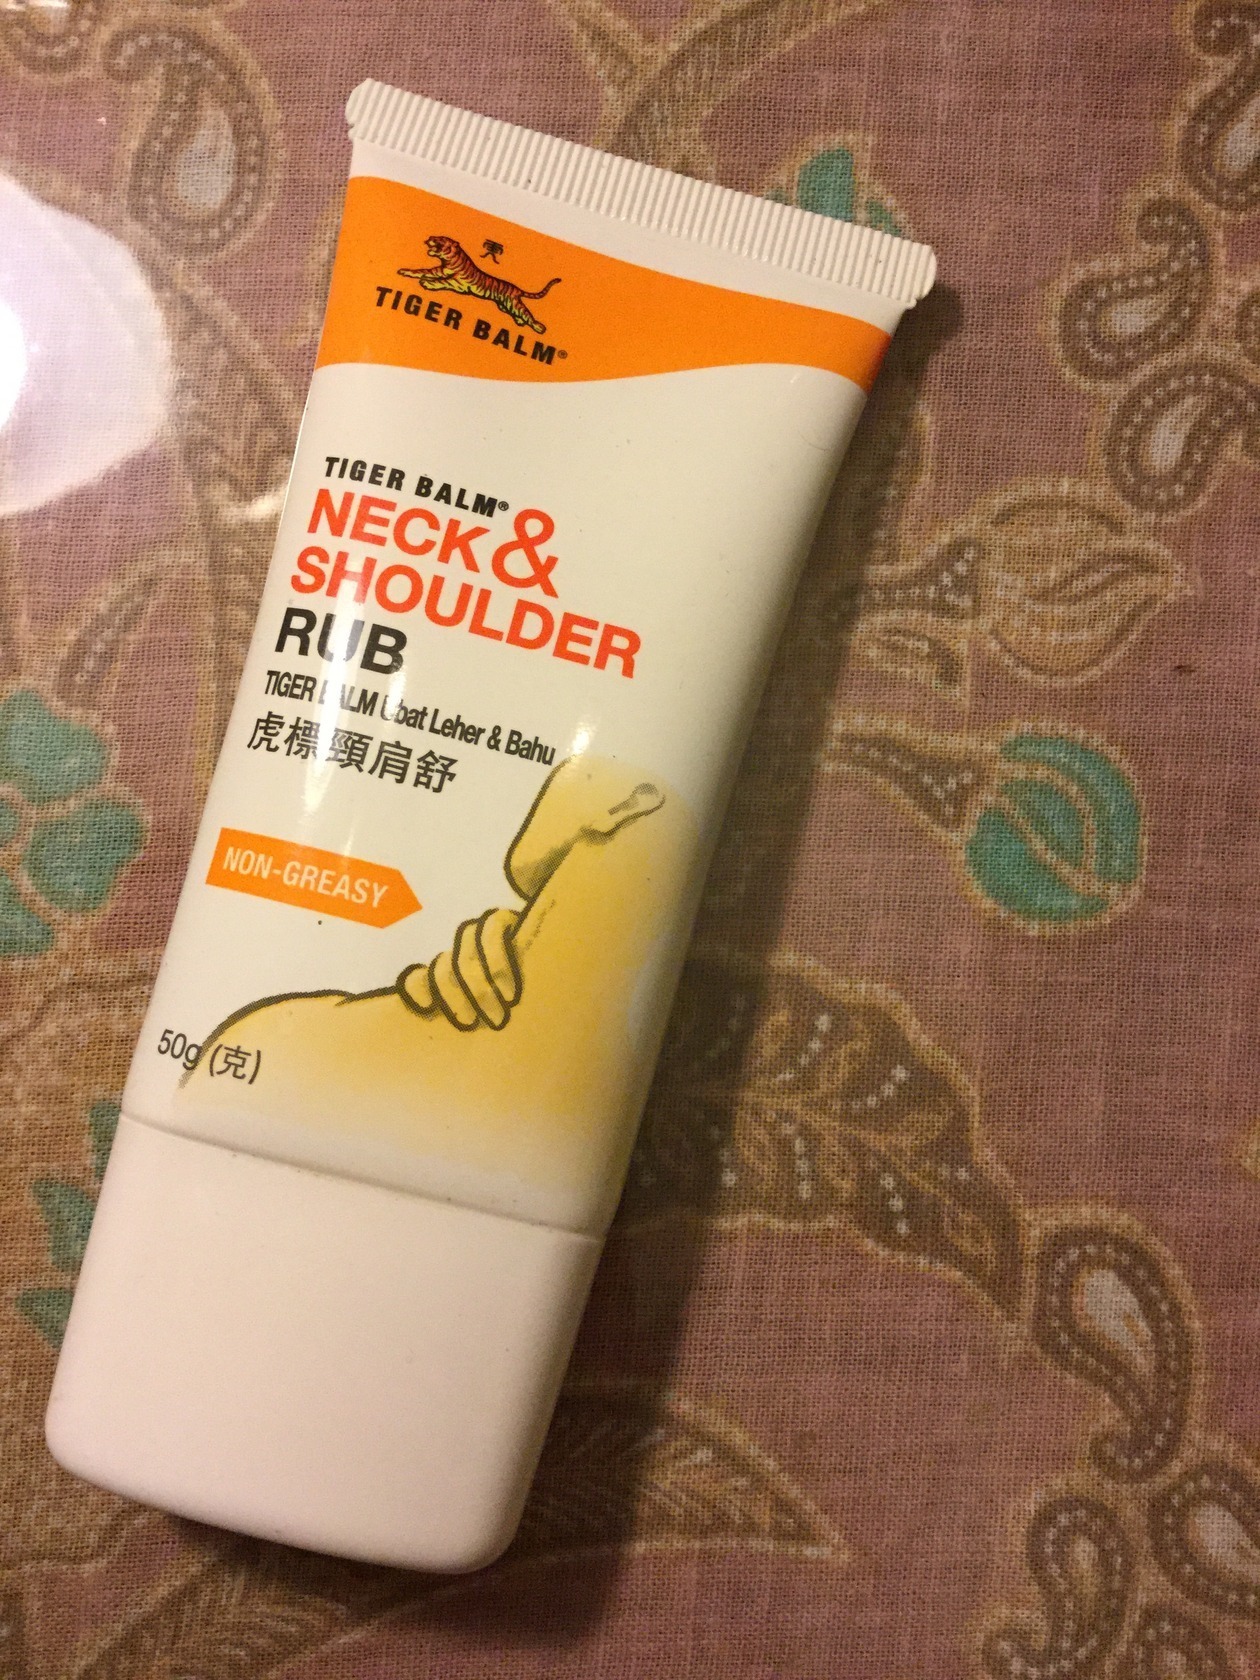 虎
TIGER BALM®
TIGER BALM®
NECK &
SHOULDER
RUB
TIGER BALM Ubat Leher & Bahu
虎標頸肩舒
NON-GREASY
50g (克)